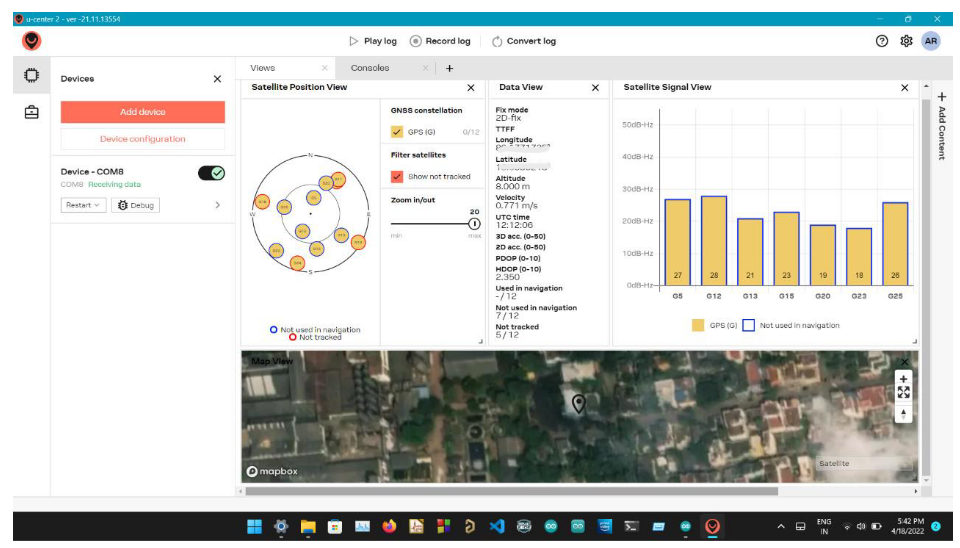 u-center 2 - ver -21.11.13554
Play log
Record log
Convert log
AR
Devices
Add device
Device configuration
Device - COM8
COM8 Receiving data
Restart
Debug
Views
Consoles
Satellite Position View
N
W
E
S
Not used in navigation
Not tracked
GNSS constellation
GPS (G) 0/12
Filter satellites
Show not tracked
Zoom in/out
20
min max
Data View
Fix mode
2D-fix
TTFF
Longitude
Latitude
Altitude
8.000 m
Velocity
0.771 m/s
UTC time
12:12:06
3D acc. (0-50)
2D acc. (0-50)
PDOP (0-10)
HDOP (0-10)
2.350
Used in navigation
- / 12
Not used in navigation
7 / 12
Not tracked
5 / 12
Satellite Signal View
50dB-Hz
40dB-Hz
30dB-Hz
20dB-Hz
10dB-Hz
0dB-Hz
27 28 21 23 19 18 26
G5 G12 G13 G15 G20 G23 G25
GPS (G) Not used in navigation
Add Content
Map View
mapbox
Satellite
ENG
IN
5:42 PM
4/18/2022
2